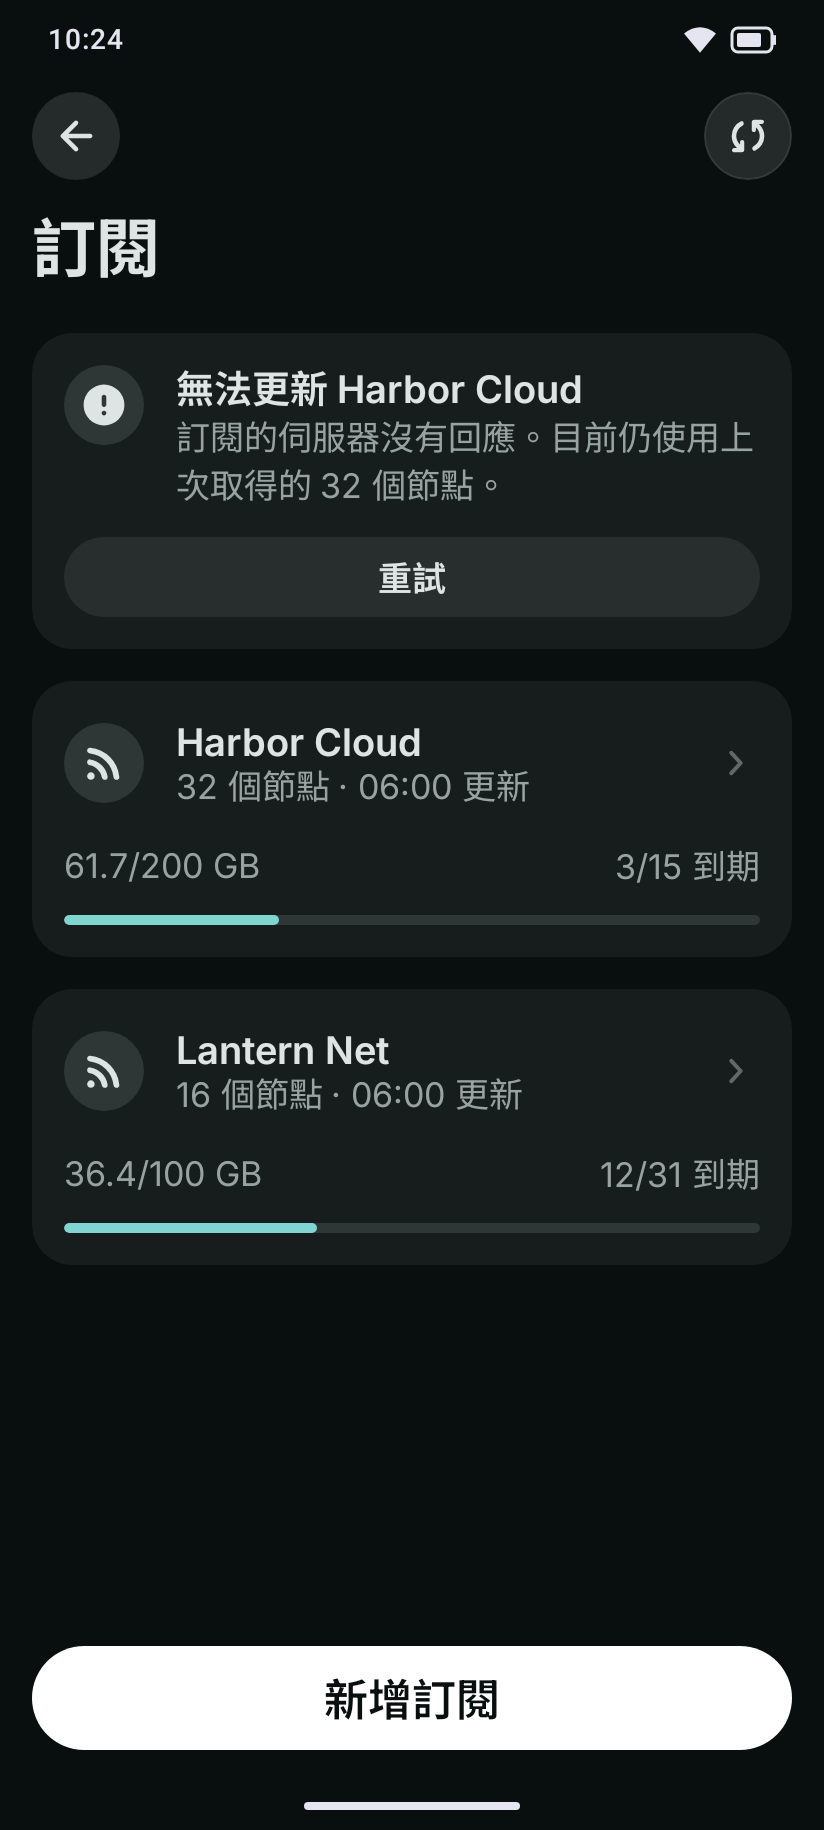 10:24
訂閱
無法更新 Harbor Cloud
訂閱的伺服器沒有回應。目前仍使用上
次取得的 32 個節點。
重試
Harbor Cloud
32 個節點 · 06:00 更新
61.7/200 GB
3/15 到期
Lantern Net
16 個節點 · 06:00 更新
36.4/100 GB
12/31 到期
新增訂閱